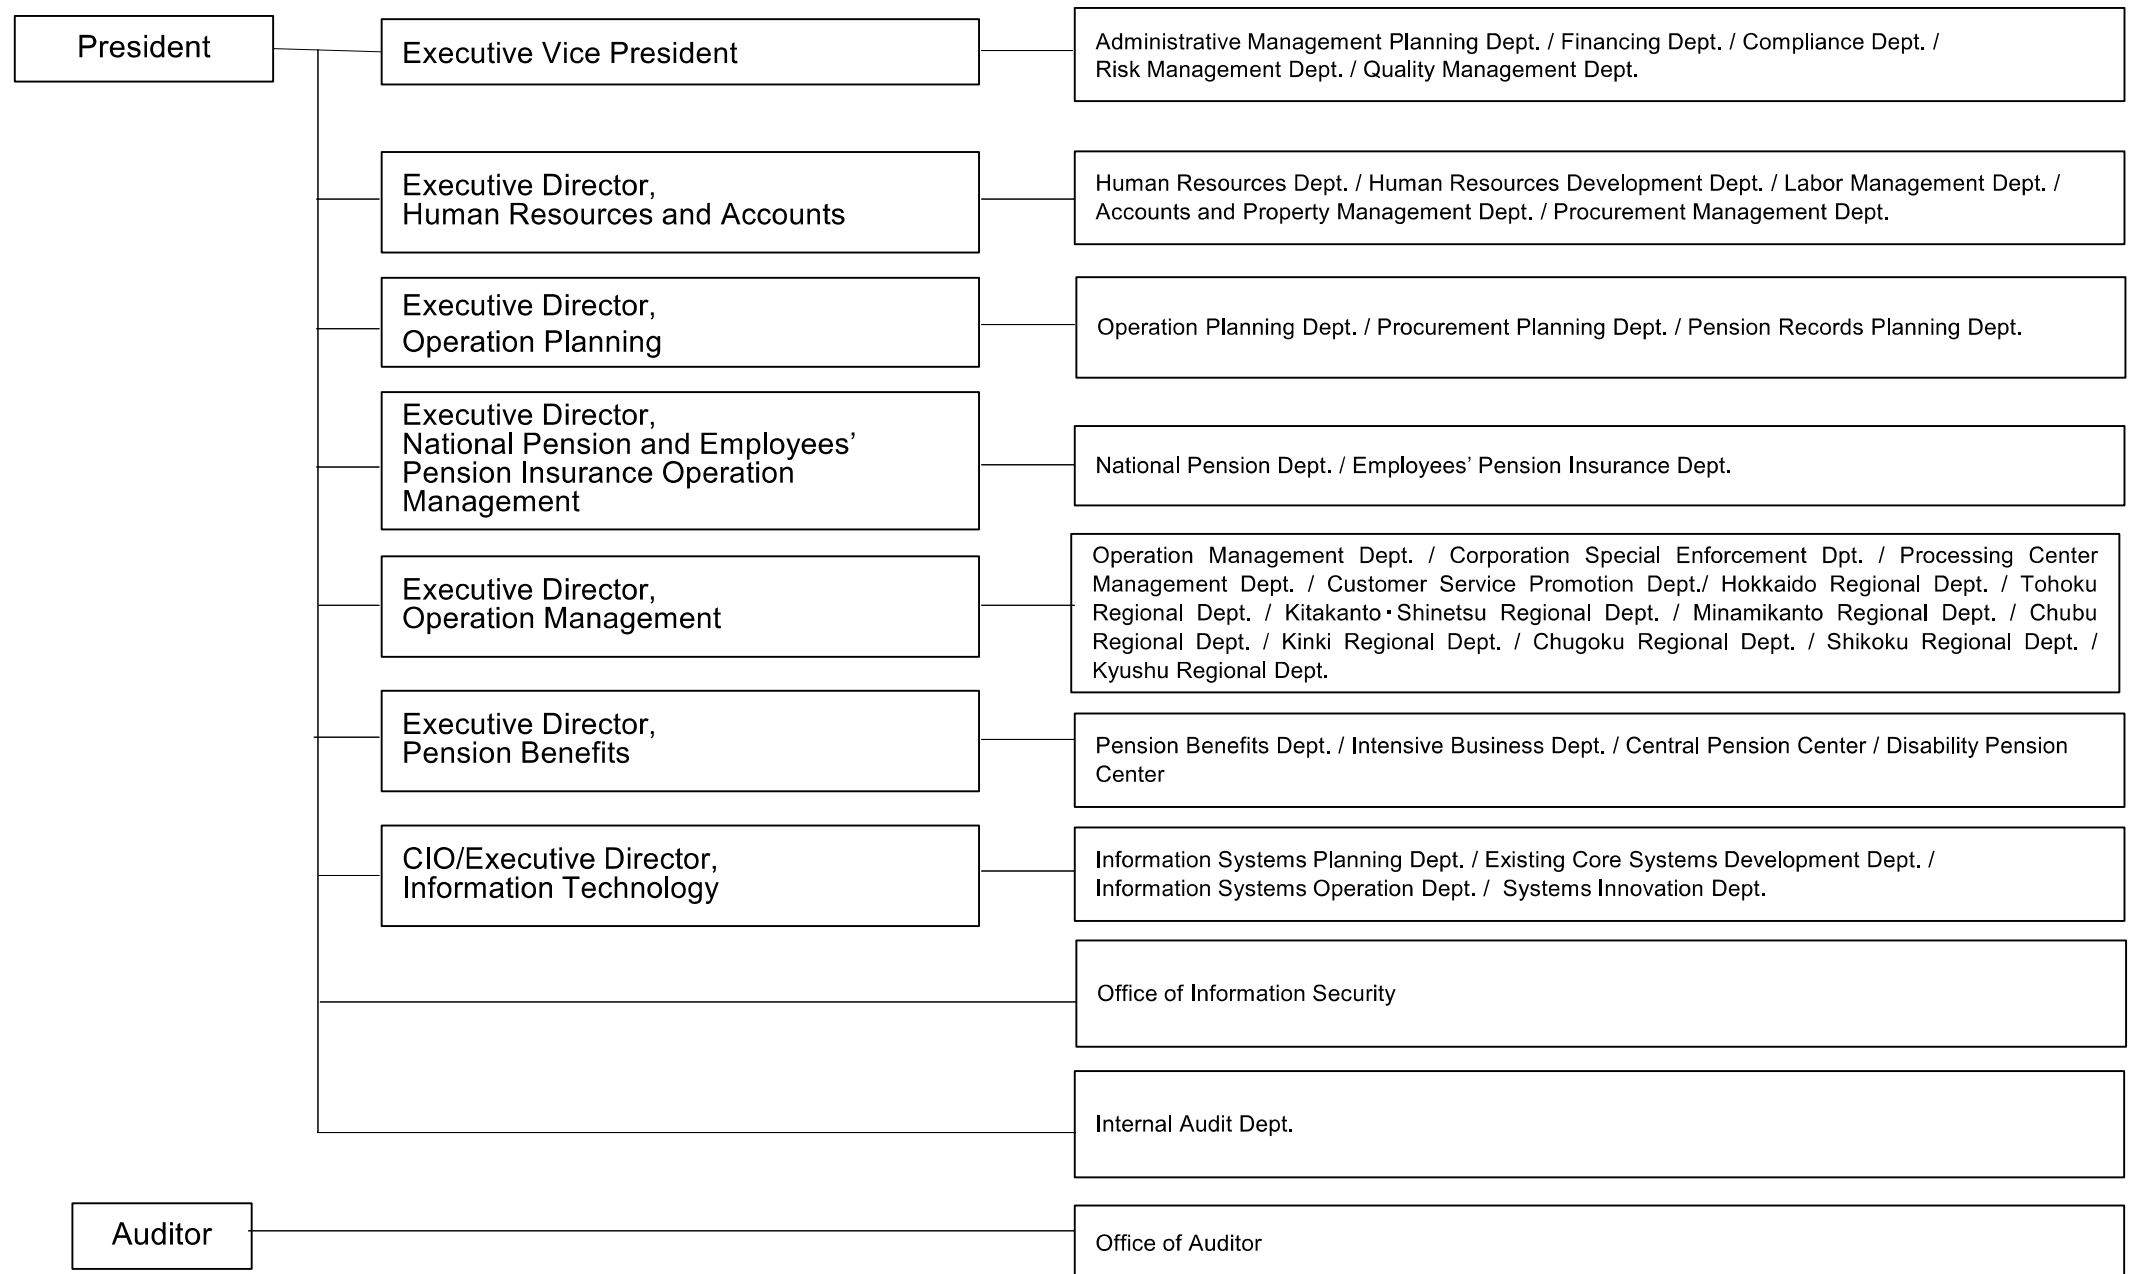 President
Executive Vice President
Administrative Management Planning Dept. / Financing Dept. / Compliance Dept. /
Risk Management Dept. / Quality Management Dept.
Executive Director,
Human Resources and Accounts
Human Resources Dept. / Human Resources Development Dept. / Labor Management Dept. /
Accounts and Property Management Dept. / Procurement Management Dept.
Executive Director,
Operation Planning
Operation Planning Dept. / Procurement Planning Dept. / Pension Records Planning Dept.
Executive Director,
National Pension and Employees’
Pension Insurance Operation
Management
National Pension Dept. / Employees’ Pension Insurance Dept.
Executive Director,
Operation Management
Operation Management Dept. / Corporation Special Enforcement Dpt. / Processing Center
Management Dept. / Customer Service Promotion Dept./ Hokkaido Regional Dept. / Tohoku
Regional Dept. / Kitakanto・Shinetsu Regional Dept. / Minamikanto Regional Dept. / Chubu
Regional Dept. / Kinki Regional Dept. / Chugoku Regional Dept. / Shikoku Regional Dept. /
Kyushu Regional Dept.
Executive Director,
Pension Benefits
Pension Benefits Dept. / Intensive Business Dept. / Central Pension Center / Disability Pension
Center
CIO/Executive Director,
Information Technology
Information Systems Planning Dept. / Existing Core Systems Development Dept. /
Information Systems Operation Dept. / Systems Innovation Dept.
Office of Information Security
Internal Audit Dept.
Auditor
Office of Auditor